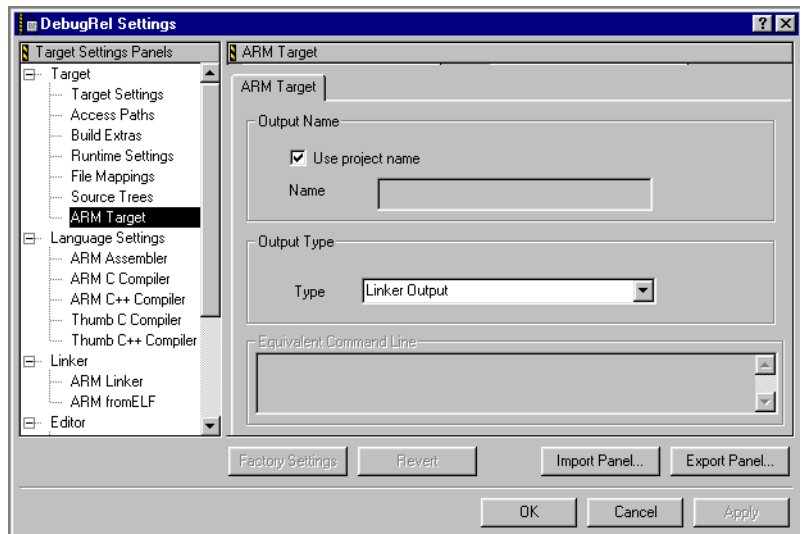 DebugRel Settings
Target Settings Panels
Target
Target Settings
Access Paths
Build Extras
Runtime Settings
File Mappings
Source Trees
ARM Target
Language Settings
ARM Assembler
ARM C Compiler
ARM C++ Compiler
Thumb C Compiler
Thumb C++ Compiler
Linker
ARM Linker
ARM fromELF
Editor
ARM Target
ARM Target
Output Name
Use project name
Name
Output Type
Type Linker Output
Equivalent Command Line
Factory Settings Revert Import Panel... Export Panel...
OK Cancel Apply